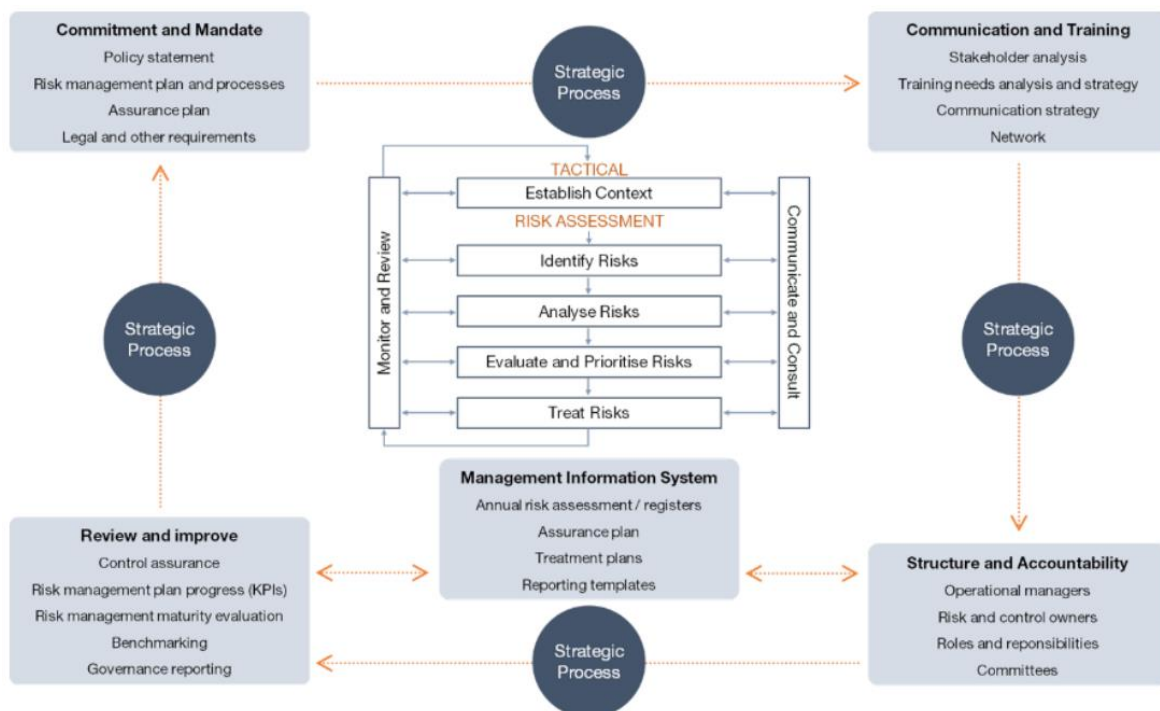 Commitment and Mandate
Policy statement
Risk management plan and processes
Assurance plan
Legal and other requirements
Strategic
Process
Communication and Training
Stakeholder analysis
Training needs analysis and strategy
Communication strategy
Network
TACTICAL
Establish Context
RISK ASSESSMENT
Identify Risks
Analyse Risks
Evaluate and Prioritise Risks
Treat Risks
Monitor and Review
Communicate and Consult
Strategic
Process
Strategic
Process
Management Information System
Annual risk assessment / registers
Assurance plan
Treatment plans
Reporting templates
Review and improve
Control assurance
Risk management plan progress (KPIs)
Risk management maturity evaluation
Benchmarking
Governance reporting
Strategic
Process
Structure and Accountability
Operational managers
Risk and control owners
Roles and reponsibilities
Committees